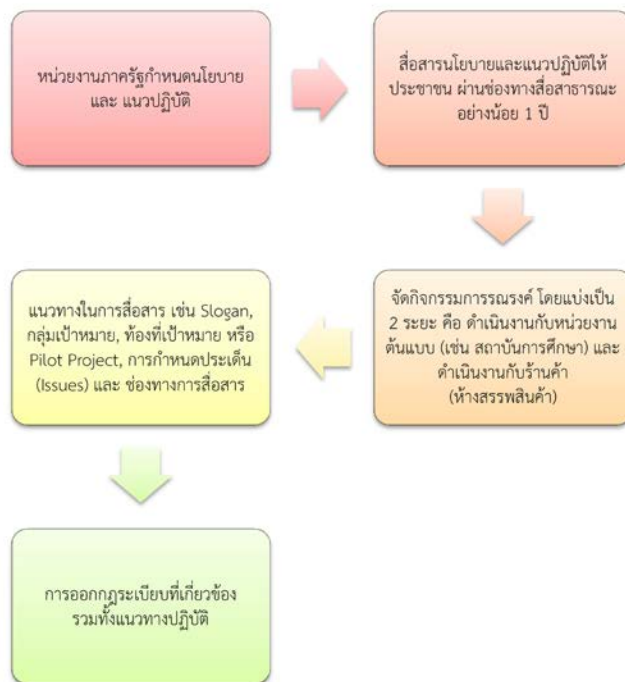 หน่วยงานภาครัฐกำหนดนโยบาย
และ แนวปฏิบัติ
สื่อสารนโยบายและแนวปฏิบัติให้
ประชาชน ผ่านช่องทางสื่อสาธารณะ
อย่างน้อย 1 ปี
จัดกิจกรรมการรณรงค์ โดยแบ่งเป็น
2 ระยะ คือ ดำเนินงานกับหน่วยงาน
ต้นแบบ (เช่น สถาบันการศึกษา) และ
ดำเนินงานกับร้านค้า
(ห้างสรรพสินค้า)
แนวทางในการสื่อสาร เช่น Slogan,
กลุ่มเป้าหมาย, ท้องที่เป้าหมาย หรือ
Pilot Project, การกำหนดประเด็น
(Issues) และ ช่องทางการสื่อสาร
การออกกฎระเบียบที่เกี่ยวข้อง
รวมทั้งแนวทางปฏิบัติ